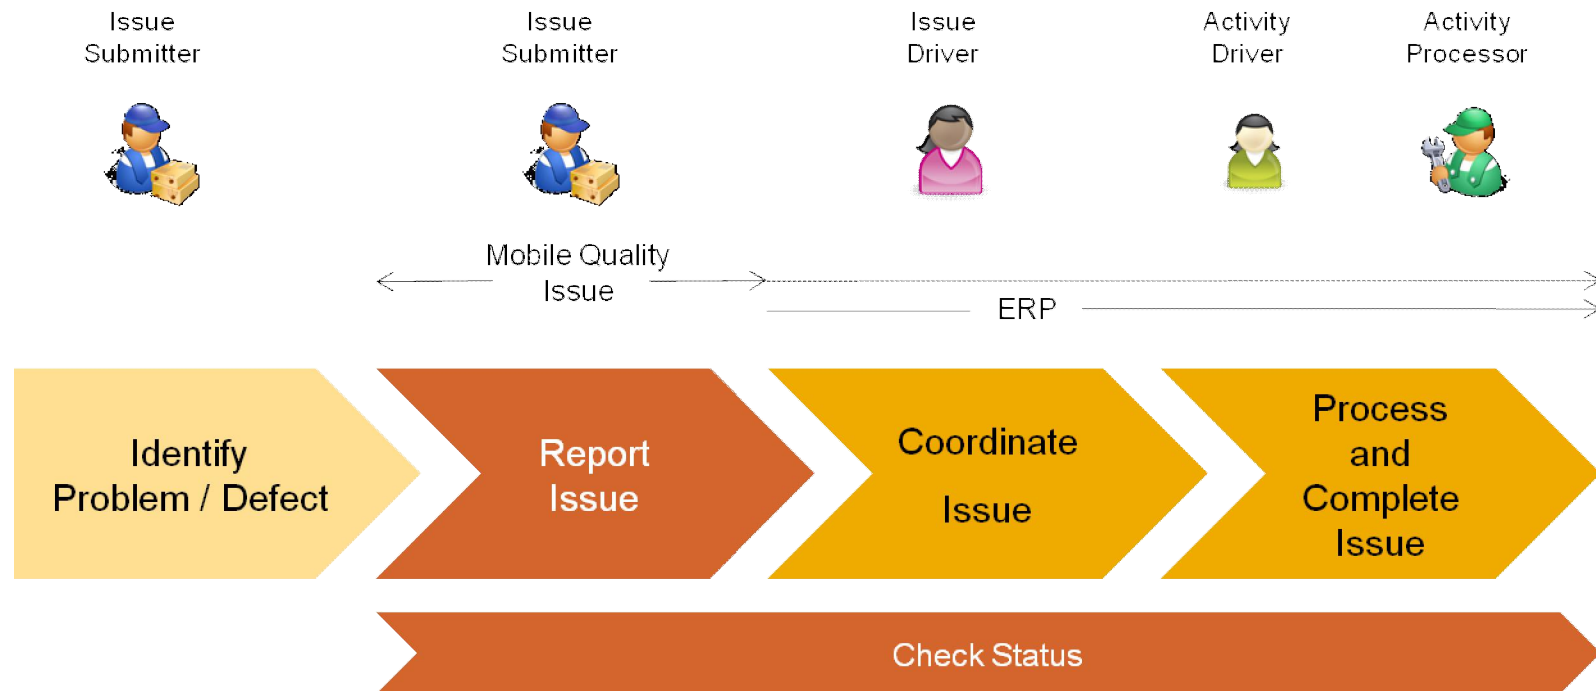 Issue
Submitter
Issue
Submitter
Issue
Driver
Activity
Driver
Activity
Processor
Mobile Quality
Issue
ERP
Identify
Problem / Defect
Report
Issue
Coordinate
Issue
Process
and
Complete
Issue
Check Status